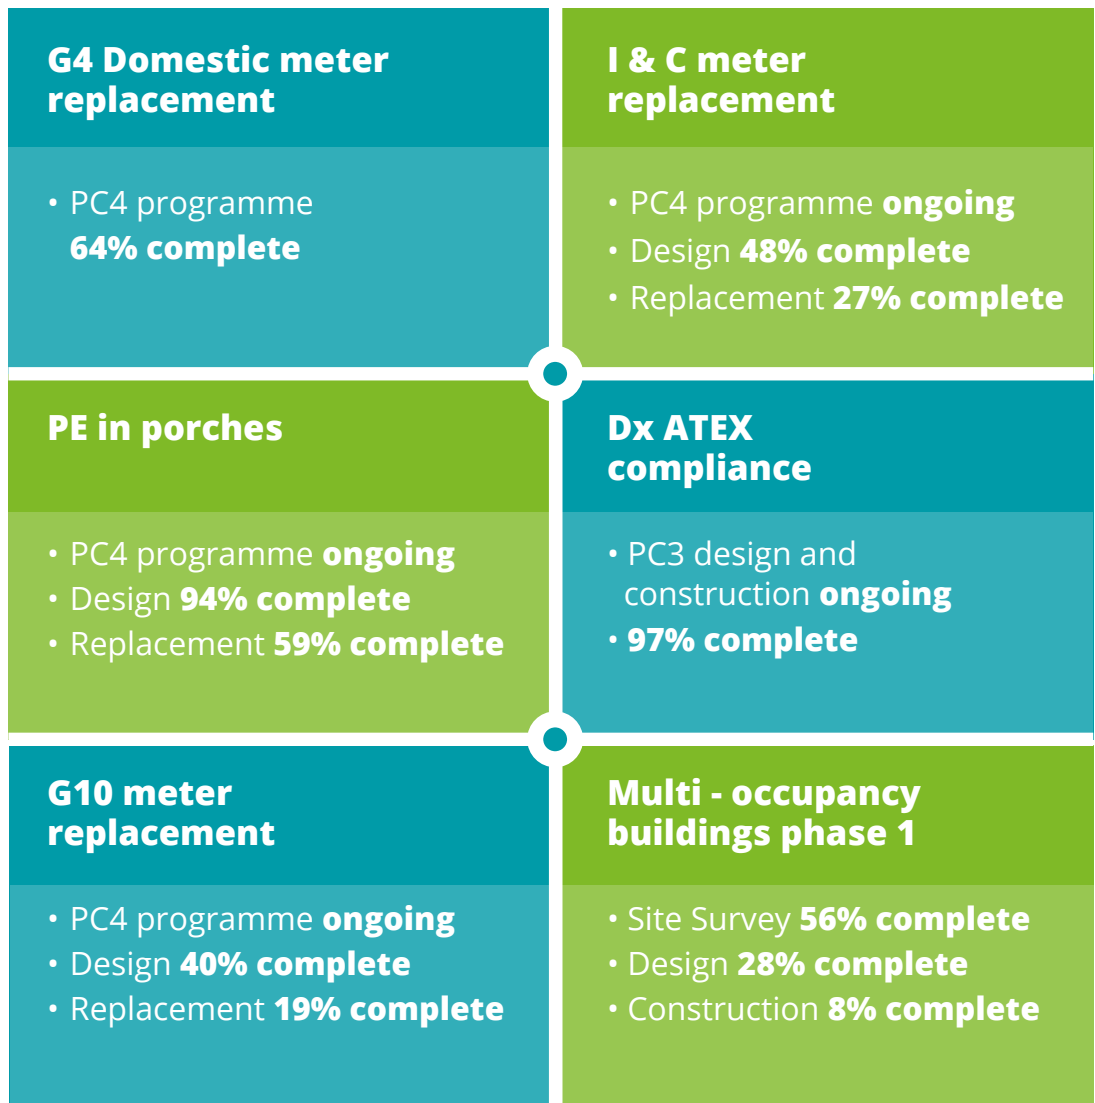 G4 Domestic meter
replacement
• PC4 programme
64% complete
I & C meter
replacement
• PC4 programme ongoing
• Design 48% complete
• Replacement 27% complete
PE in porches
• PC4 programme ongoing
• Design 94% complete
• Replacement 59% complete
Dx ATEX
compliance
• PC3 design and
construction ongoing
• 97% complete
G10 meter
replacement
• PC4 programme ongoing
• Design 40% complete
• Replacement 19% complete
Multi - occupancy
buildings phase 1
• Site Survey 56% complete
• Design 28% complete
• Construction 8% complete